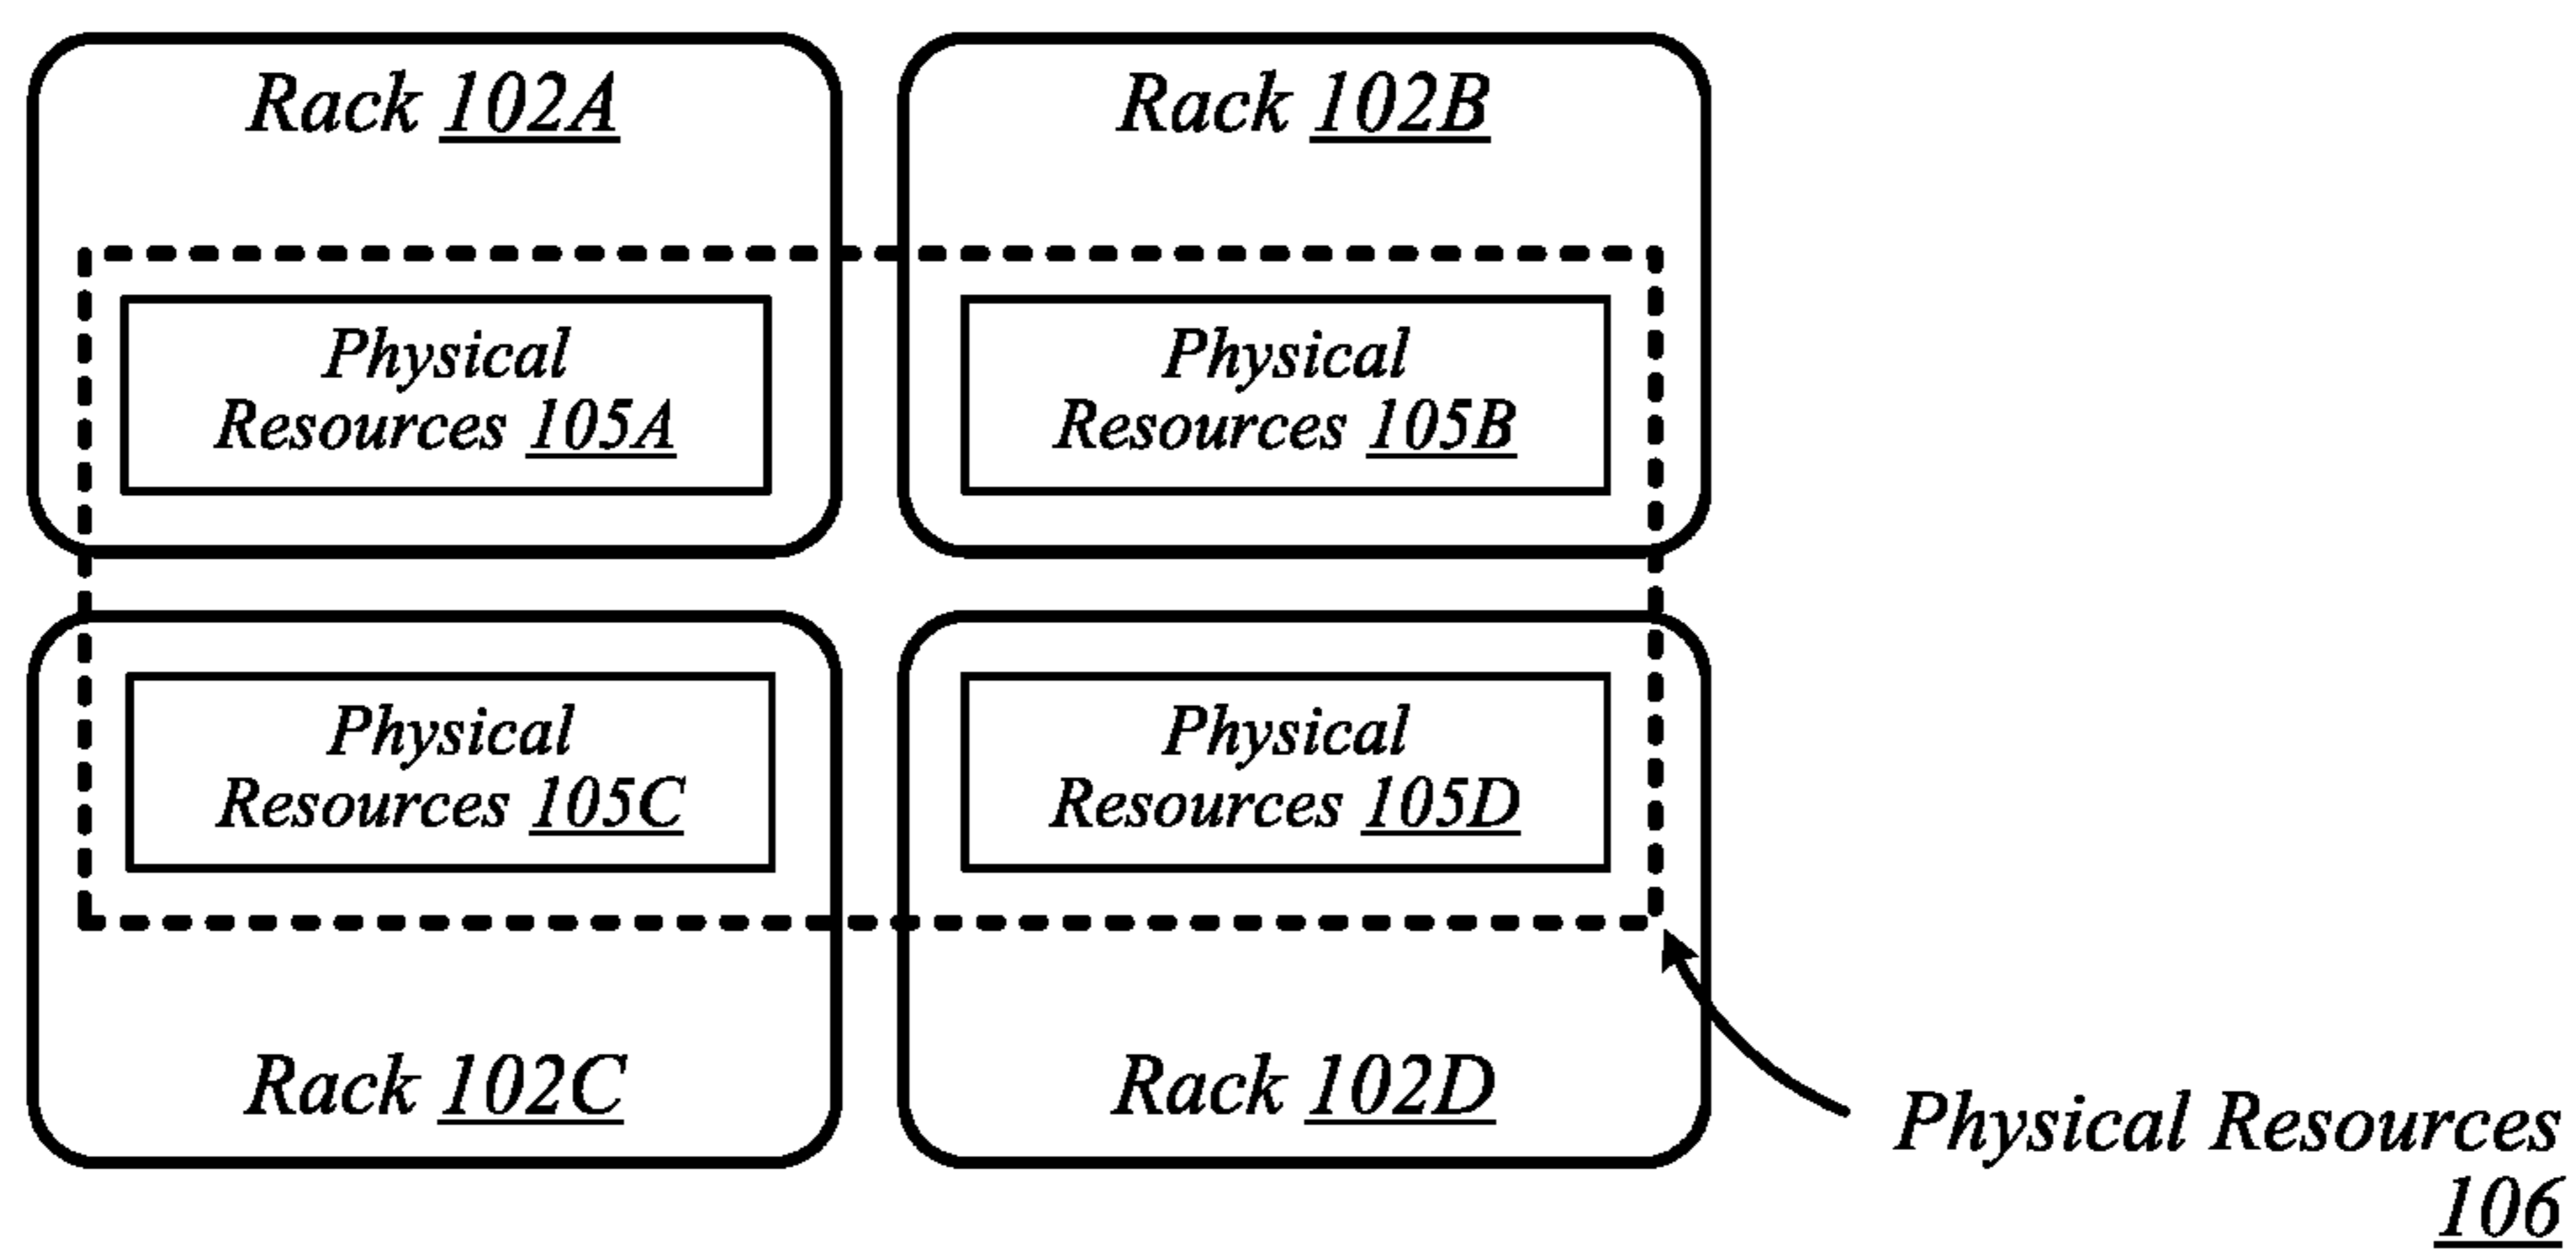 Rack 102A
Rack 102B
Physical
Resources 105A
Physical
Resources 105B
Physical
Resources 105C
Physical
Resources 105D
Rack 102C
Rack 102D
Physical Resources
106